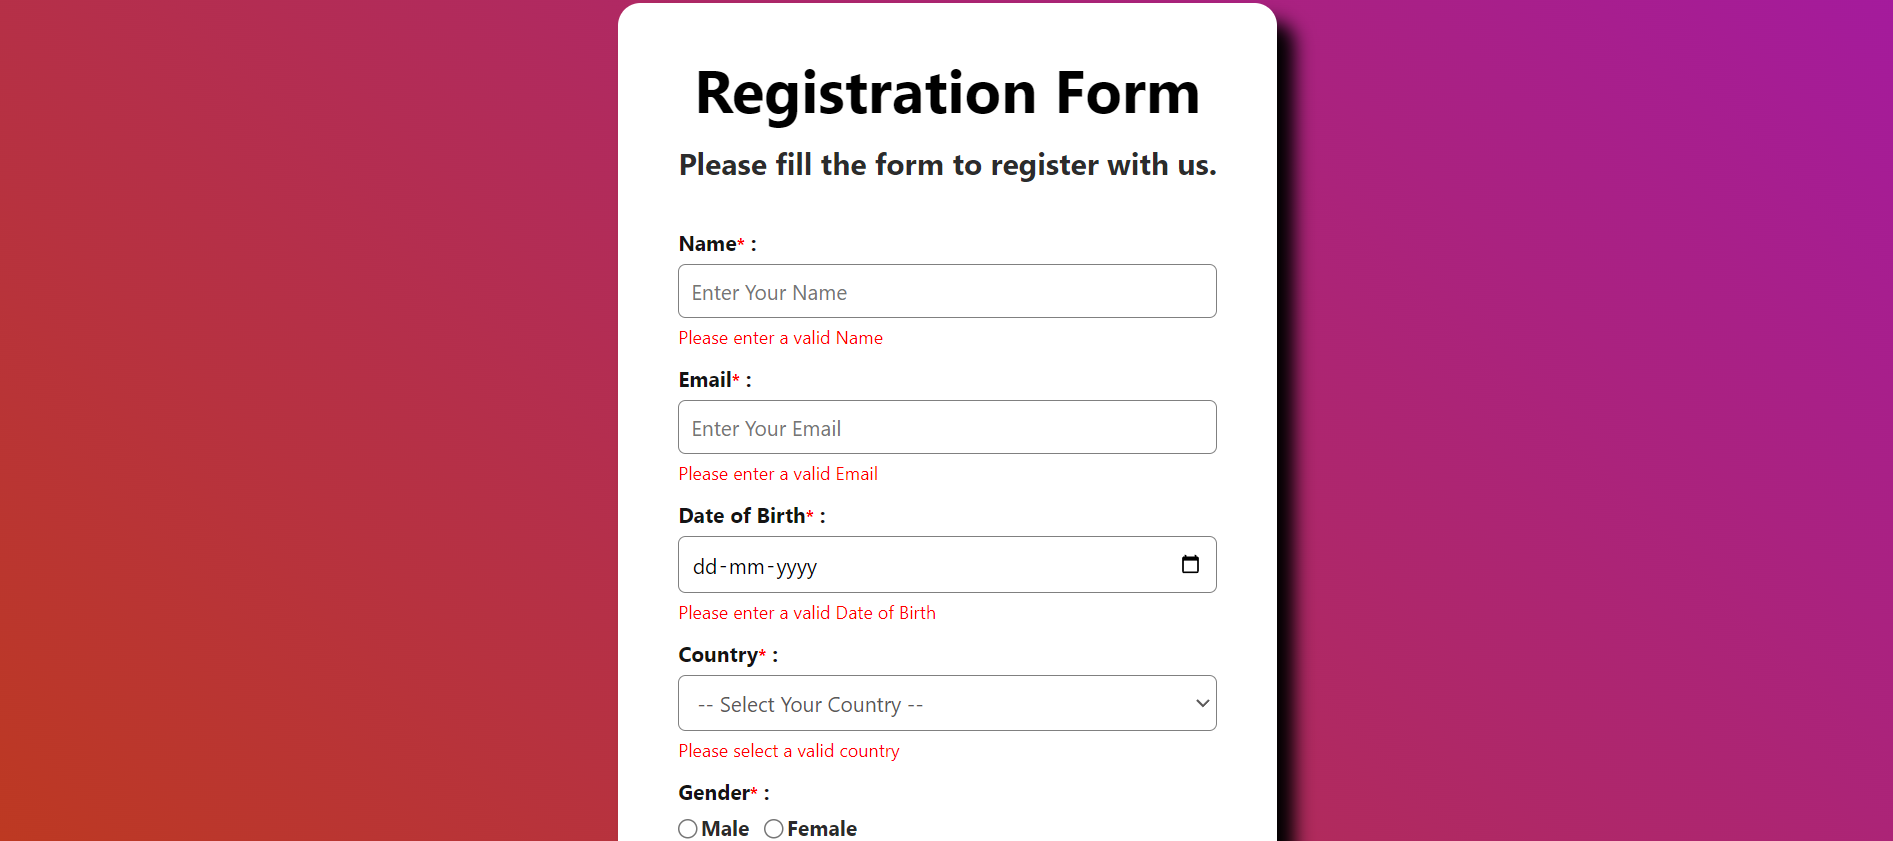 Registration Form
Please fill the form to register with us.
Name* :
Enter Your Name
Please enter a valid Name
Email* :
Enter Your Email
Please enter a valid Email
Date of Birth* :
dd-mm-yyyy
Please enter a valid Date of Birth
Country* :
-- Select Your Country --
Please select a valid country
Gender* :
Male Female